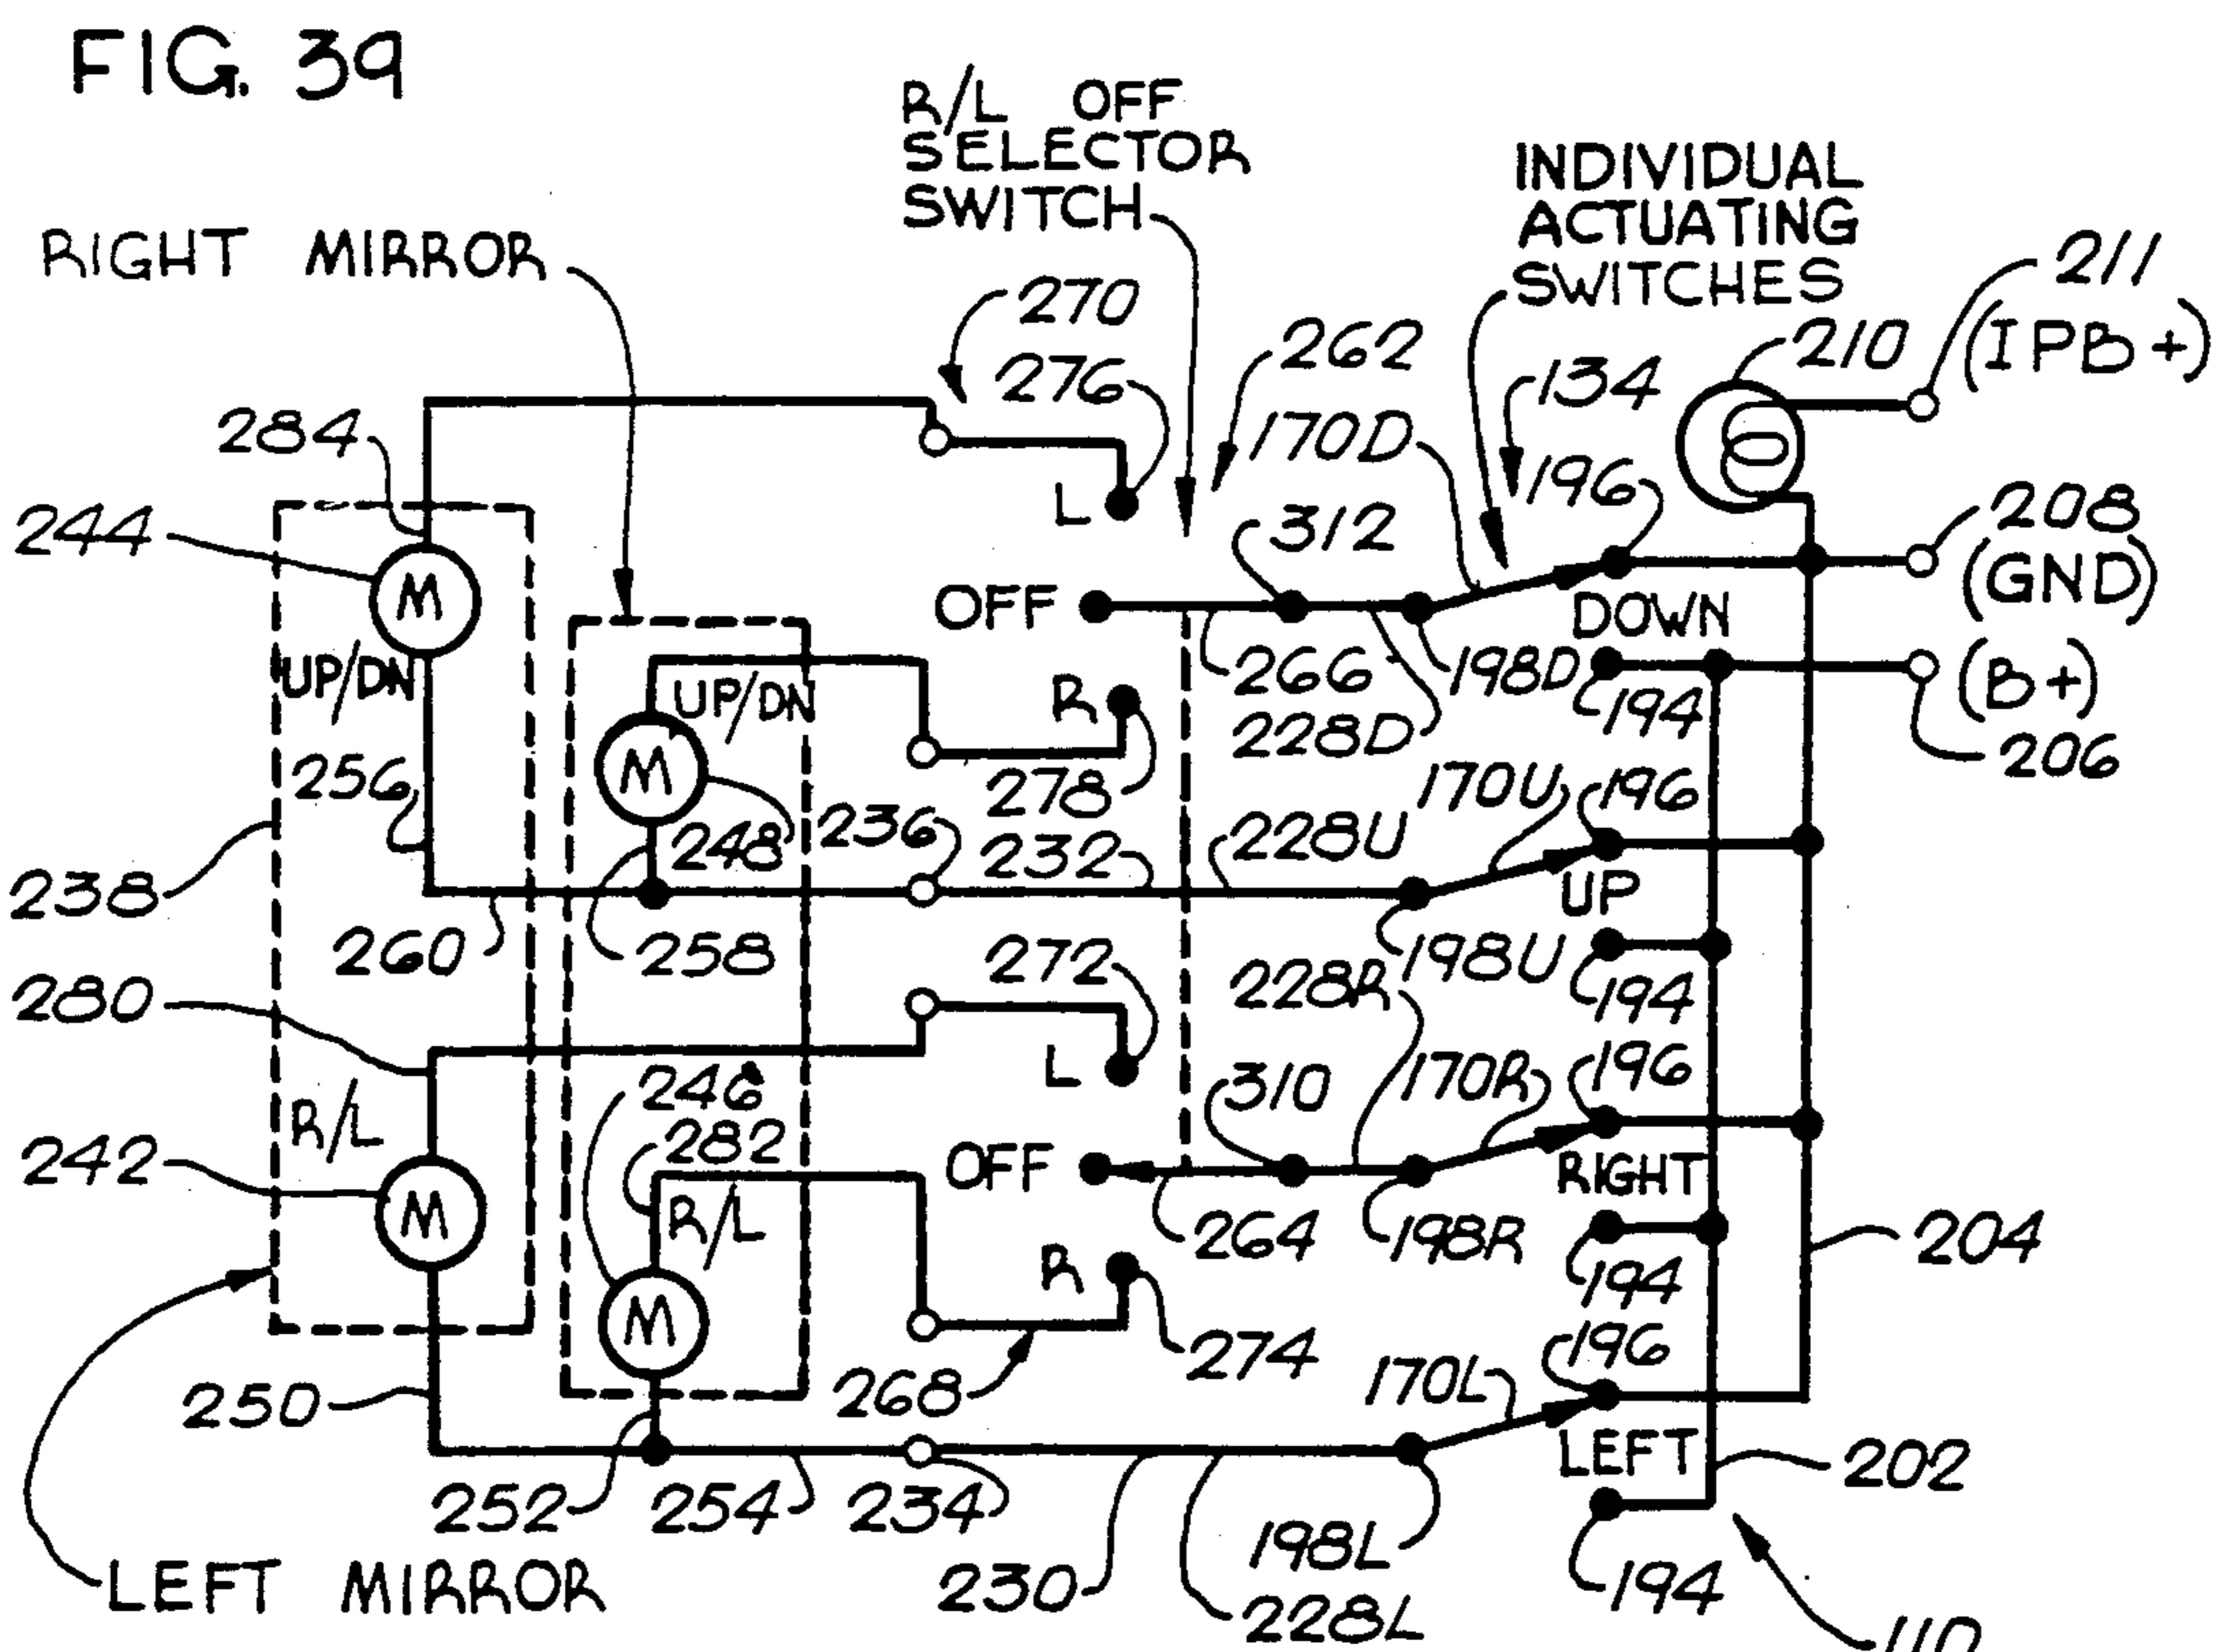 FIG. 39
R/L OFF
SELECTOR
SWITCH
INDIVIDUAL
ACTUATING
SWITCHES
RIGHT MIRROR
211
(IPB+)
270
276
262
170D
134
210
196
284
244
L
312
208
(GND)
OFF
DOWN
UP/DN
UP/DN
266
198D
(B+)
R
194
228D
206
256
278
170U
196
248
236
232
228U
238
UP
260
258
272
198U
228R
194
280
L
246
310
170R
196
R/L
282
242
OFF
RIGHT
R/L
264
198R
204
R
194
274
196
250
268
170L
LEFT
202
252
254
234
198L
194
LEFT MIRROR
230
228L
110